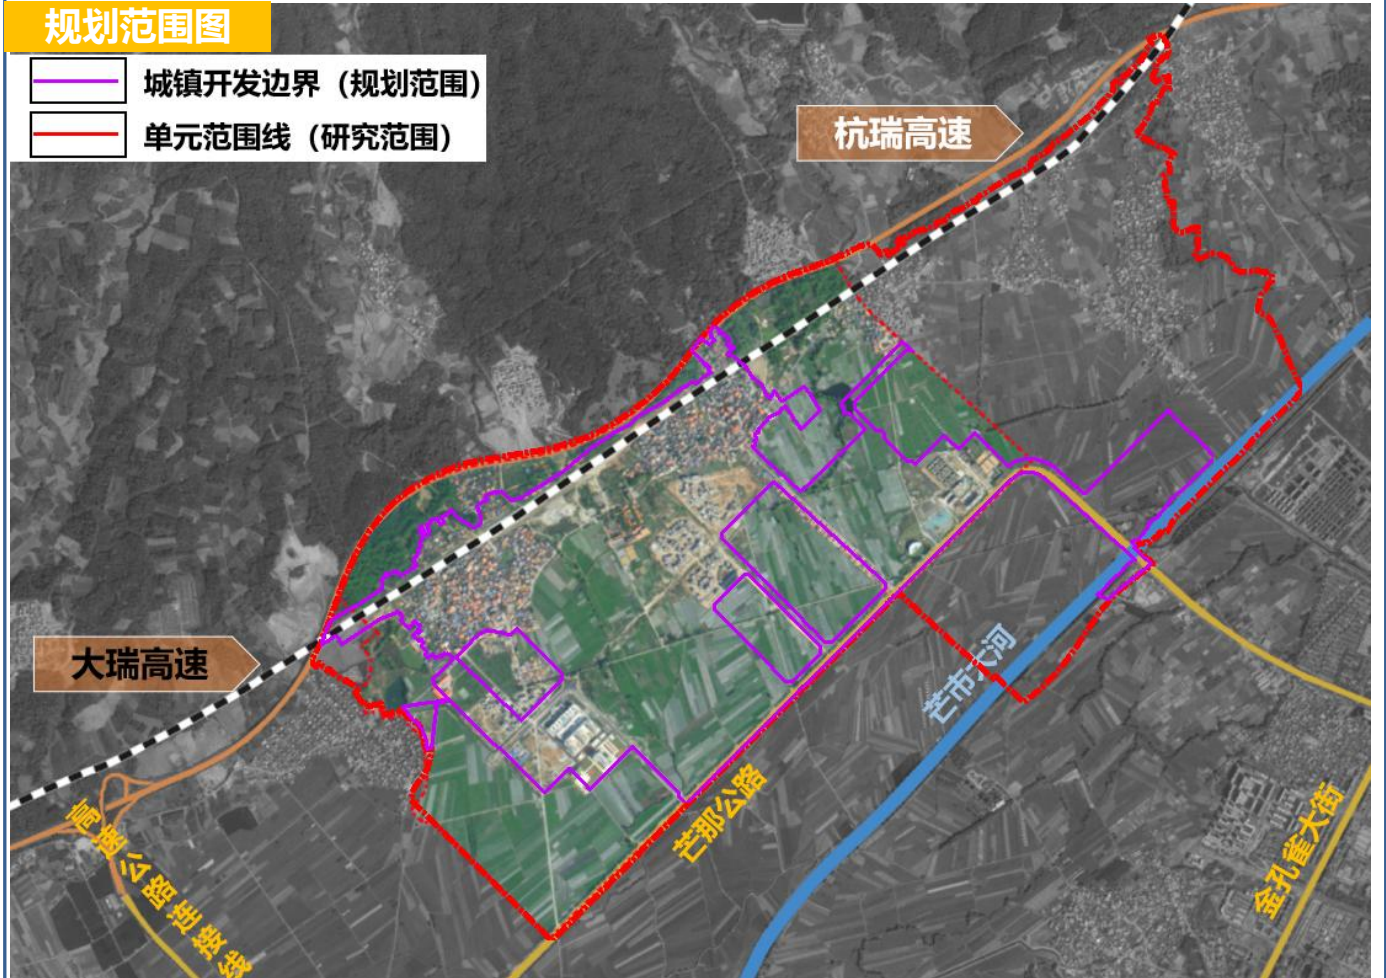 规划范围图
城镇开发边界（规划范围）
单元范围线（研究范围）
杭瑞高速
大瑞高速
芒市大河
芒那公路
金孔雀大街
高速公路连接线